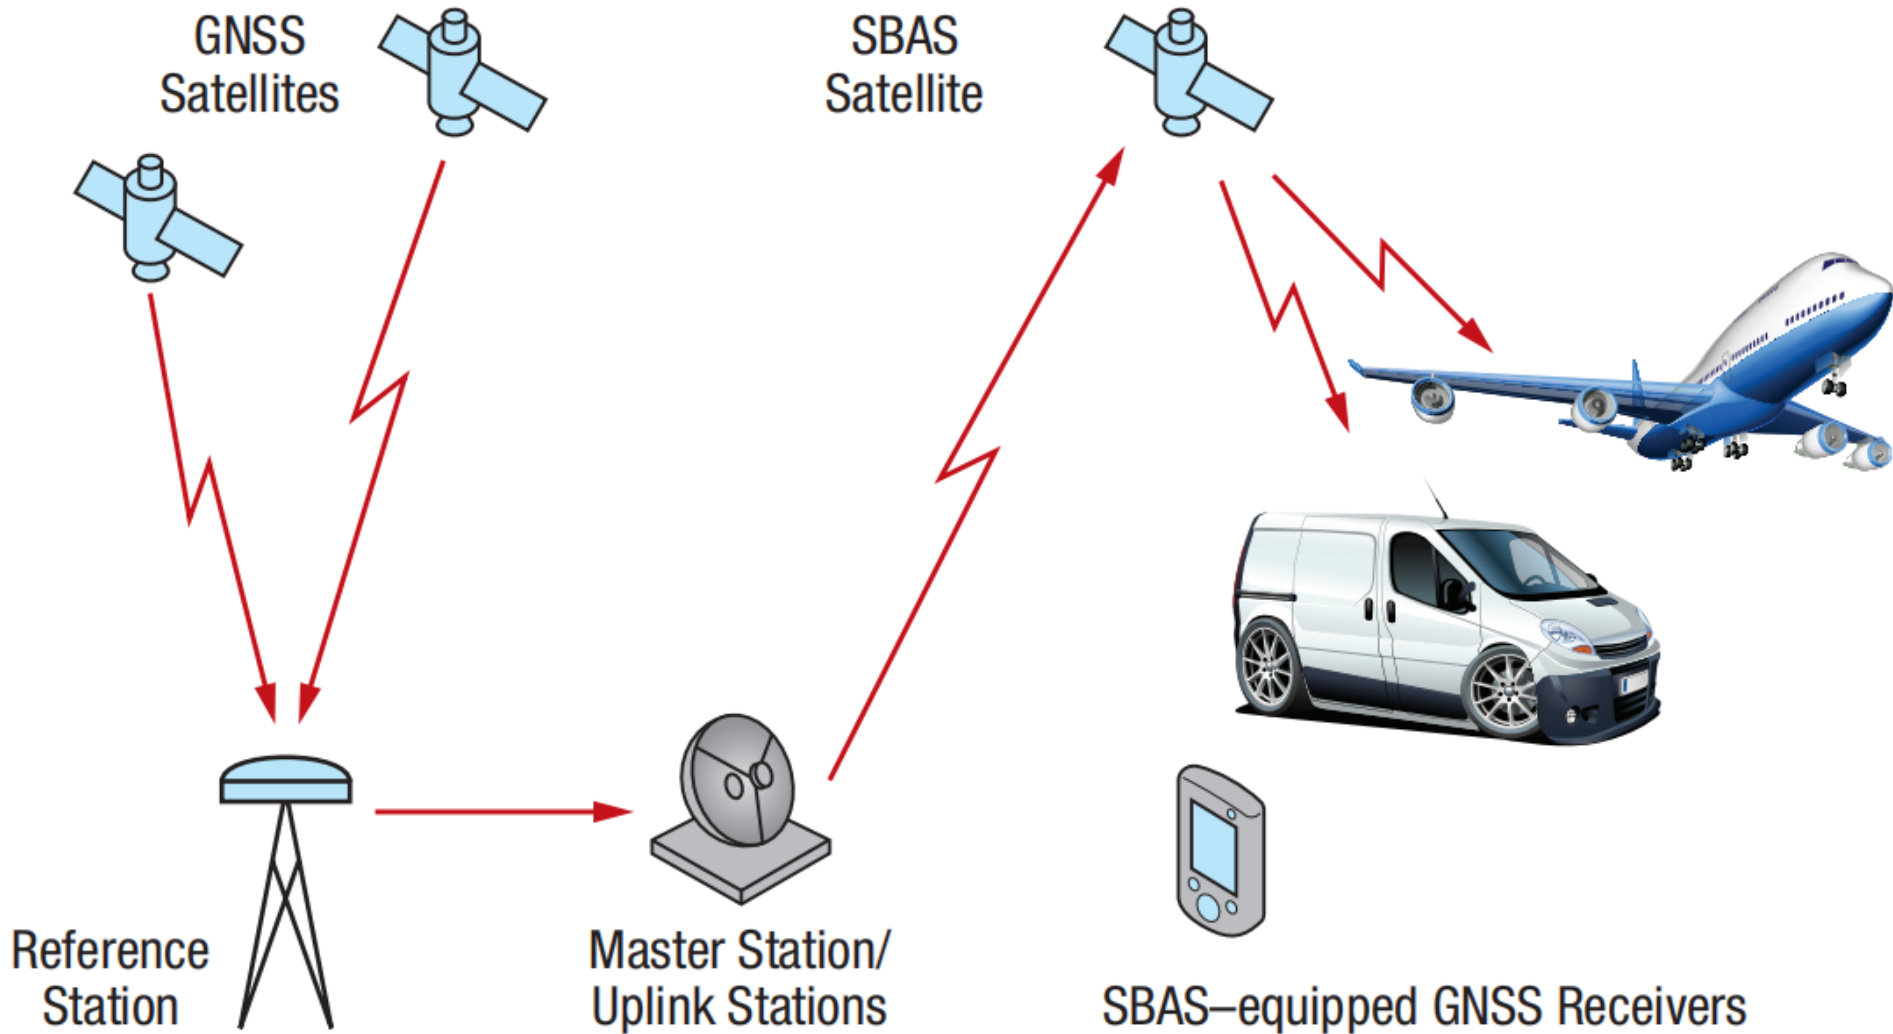 GNSS
Satellites
SBAS
Satellite
Reference
Station
Master Station/
Uplink Stations
SBAS–equipped GNSS Receivers